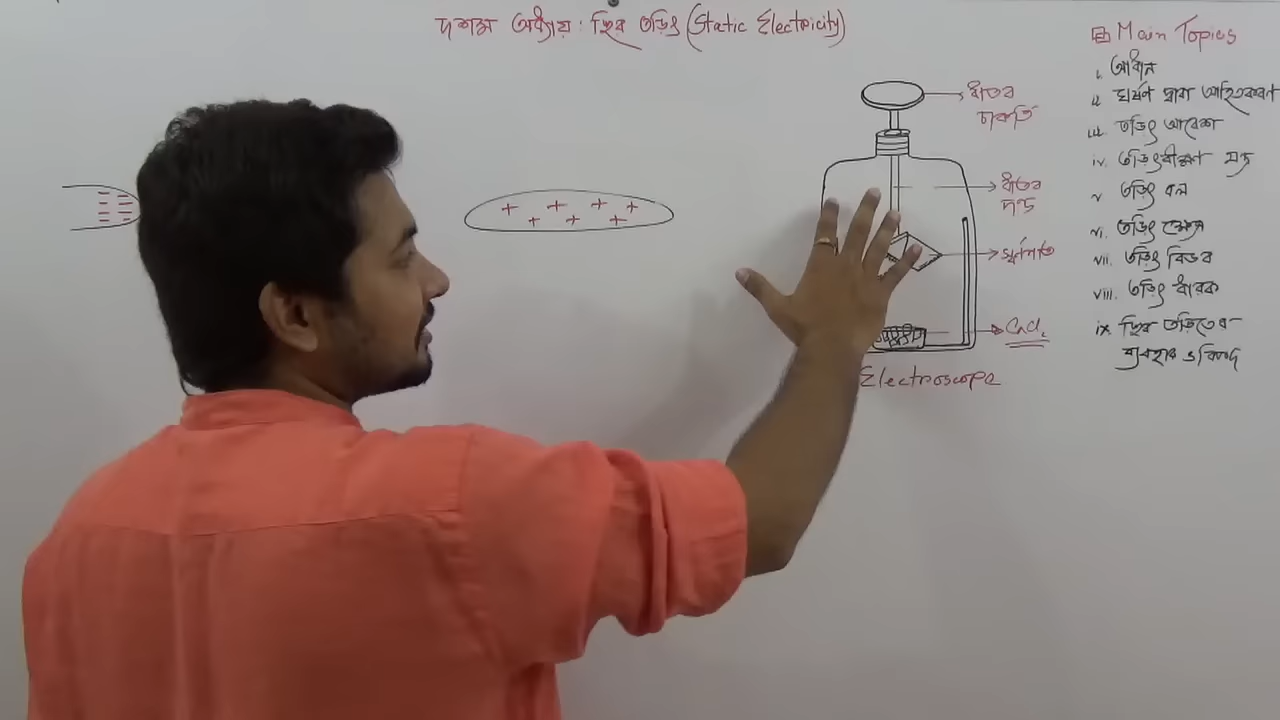 দশম অধ্যায় : স্থির তড়িৎ (Static Electricity)
Main Topics
i. আধান
ii. ঘর্ষণ দ্বারা আহিতকরণ
iii. তড়িৎ আবেশ
iv. তড়িৎবীক্ষণ যন্ত্র
v. তড়িৎ বল
vi. তড়িৎ ক্ষেত্র
vii. তড়িৎ বিভব
viii. তড়িৎ ধারক
ix স্থির তড়িতের
ব্যবহার ও বিপদ
ধাতব
চাকতি
ধাতব
দন্ড
স্বর্ণপাত
CaCl₂
Electroscope